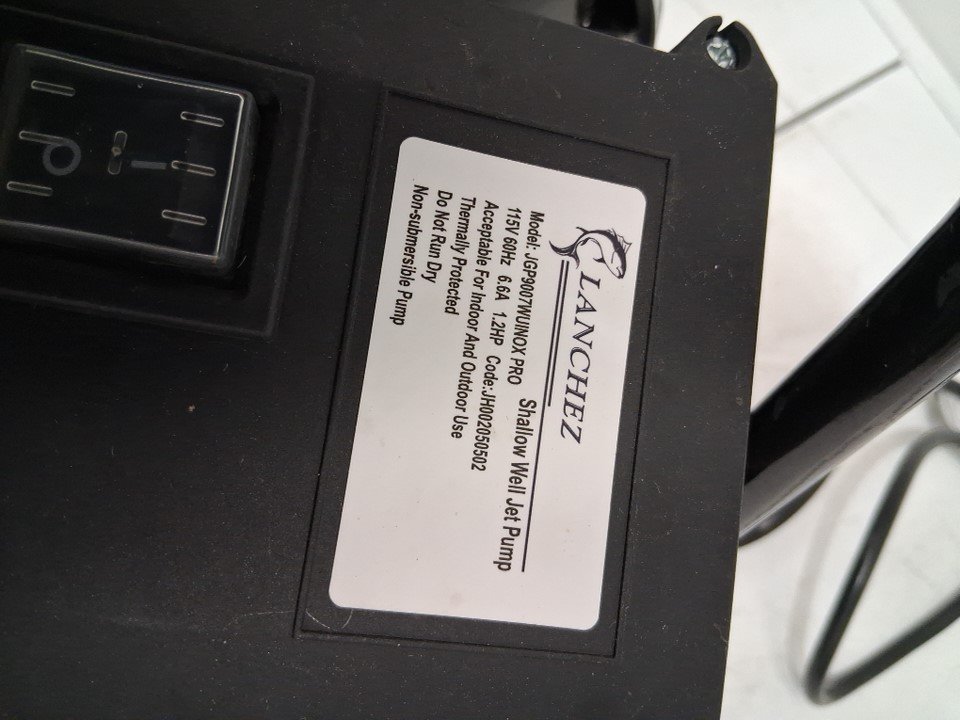 LANCHEZ
Model: JGP9007WUINOX PRO Shallow Well Jet Pump
115V 60Hz 6.6A 1.2HP Code:JH002050502
Acceptable For Indoor And Outdoor Use
Thermally Protected
Do Not Run Dry
Non-submersible Pump